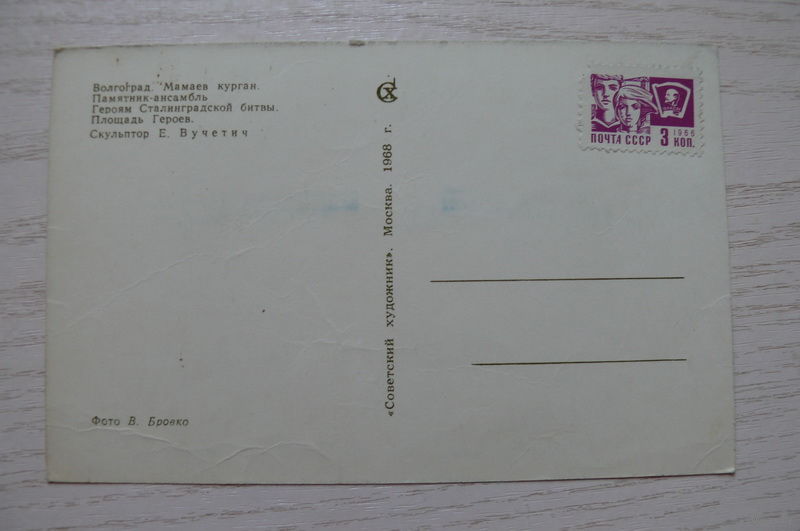 Волгоград. Мамаев курган.
Памятник-ансамбль
Героям Сталинградской битвы.
Площадь Героев.
Скульптор Е. Вучетич
Фото В. Бровко
«Советский художник». Москва. 1968 г.
СХ
1966
ПОЧТА СССР 3 КОП.